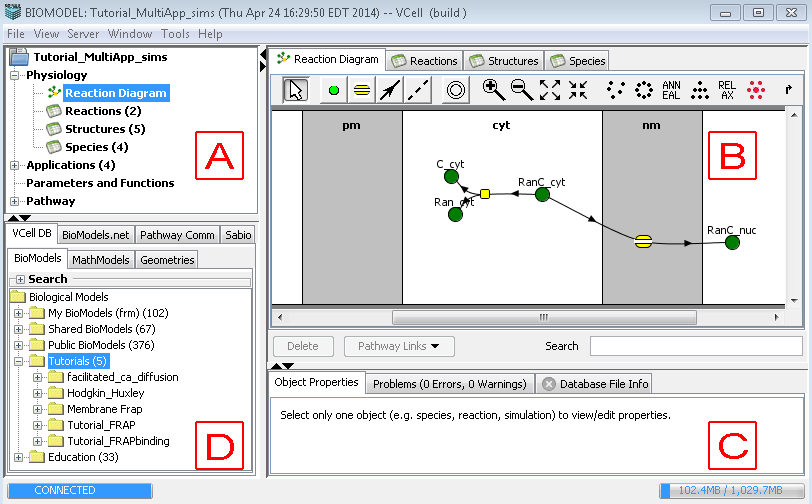 BIOMODEL: Tutorial_MultiApp_sims (Thu Apr 24 16:29:50 EDT 2014) -- VCell (build )
File View Server Window Tools Help
Tutorial_MultiApp_sims
Physiology
Reaction Diagram
Reactions (2)
Structures (5)
Species (4)
Applications (4)
Parameters and Functions
Pathway
A
Reaction Diagram Reactions Structures Species
ANN EAL
REL AX
pm cyt nm
C_cyt
Ran_cyt
RanC_cyt
RanC_nuc
B
Delete Pathway Links Search
VCell DB BioModels.net Pathway Comm Sabio
BioModels MathModels Geometries
Search
Biological Models
My BioModels (frm) (102)
Shared BioModels (67)
Public BioModels (376)
Tutorials (5)
facilitated_ca_diffusion
Hodgkin_Huxley
Membrane Frap
Tutorial_FRAP
Tutorial_FRAPbinding
Education (33)
D
Object Properties Problems (0 Errors, 0 Warnings) Database File Info
Select only one object (e.g. species, reaction, simulation) to view/edit properties.
C
CONNECTED
102.4MB / 1,029.7MB